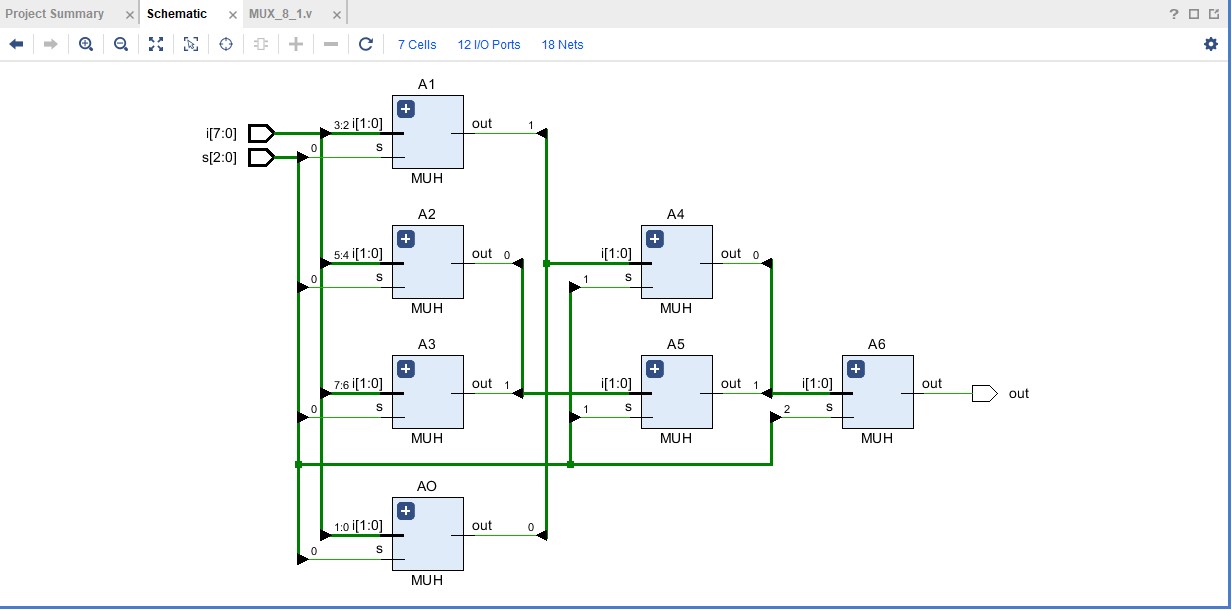 Project Summary × Schematic × MUX_8_1.v ×
?
7 Cells 12 I/O Ports 18 Nets
A1
i[7:0] 3:2 i[1:0] out 1
s[2:0] 0 s
MUH
A2 A4
5:4 i[1:0] out 0 i[1:0] out 0
0 s 1 s
MUH MUH
A3 A5 A6
7:6 i[1:0] out 1 i[1:0] out 1 i[1:0] out out
0 s 1 s 2 s
MUH MUH MUH
AO
1:0 i[1:0] out 0
0 s
MUH